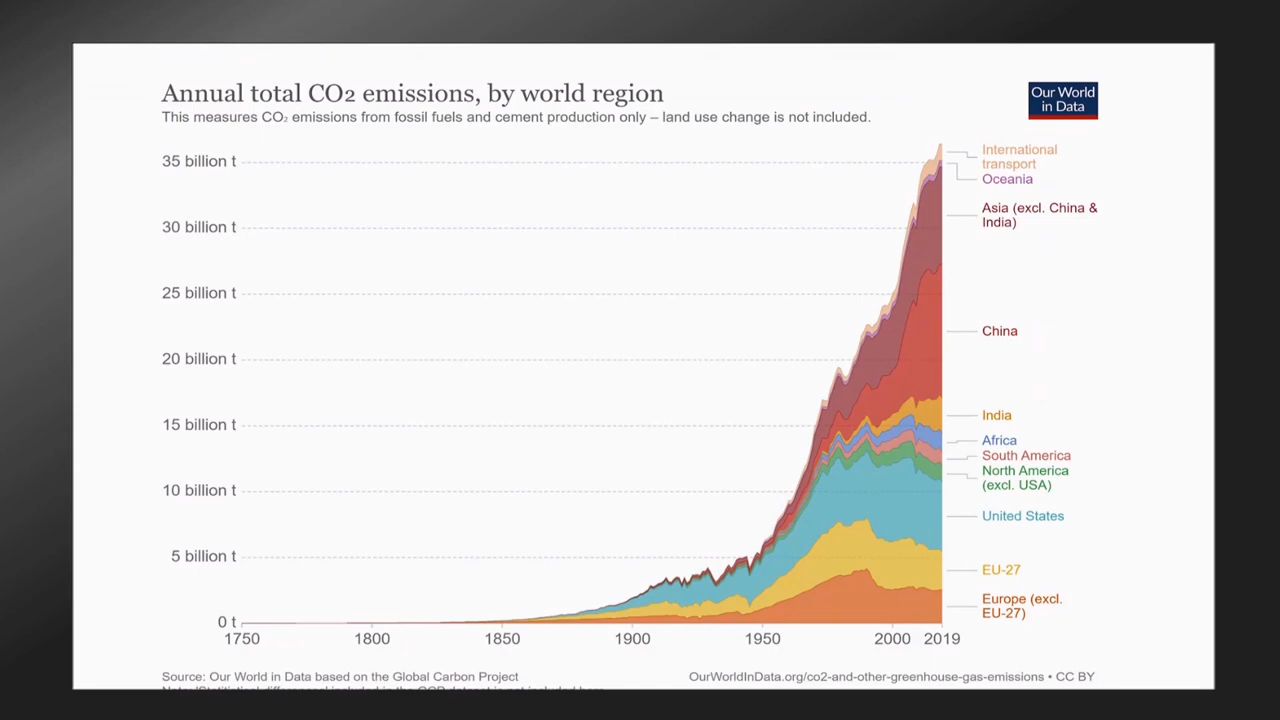 Annual total CO₂ emissions, by world region
This measures CO₂ emissions from fossil fuels and cement production only – land use change is not included.
Our World
in Data
35 billion t
30 billion t
25 billion t
20 billion t
15 billion t
10 billion t
5 billion t
0 t
1750 1800 1850 1900 1950 2000 2019
International
transport
Oceania
Asia (excl. China &
India)
China
India
Africa
South America
North America
(excl. USA)
United States
EU-27
Europe (excl.
EU-27)
Source: Our World in Data based on the Global Carbon Project
OurWorldInData.org/co2-and-other-greenhouse-gas-emissions • CC BY